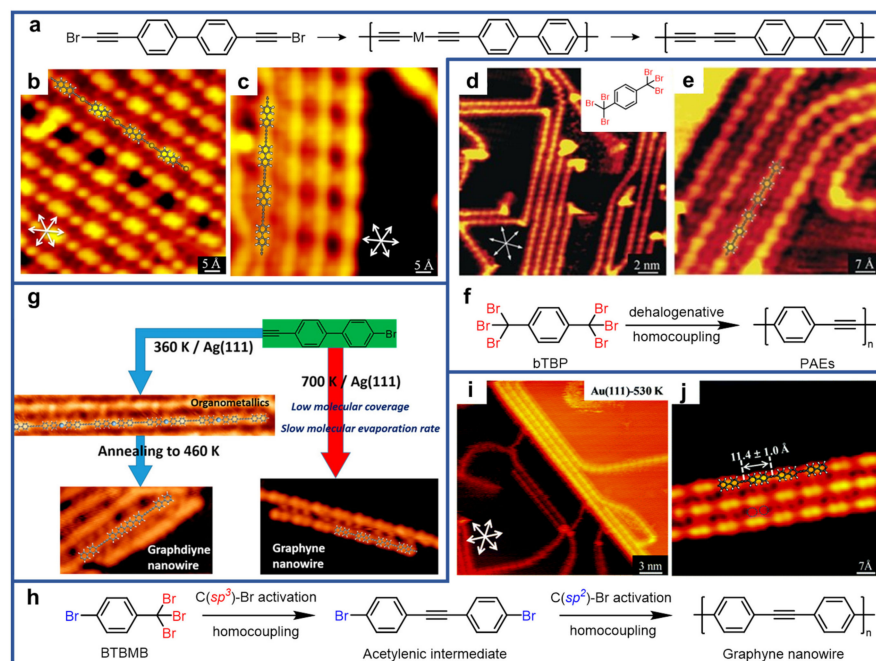 a
Br
Br
M
b
c
5 Å
5 Å
d
Br
Br
Br
Br
Br
Br
2 nm
e
7 Å
f
Br
Br
Br
Br
Br
Br
bTBP
dehalogenative
homocoupling
n
PAEs
g
Br
360 K / Ag(111)
Organometallics
700 K / Ag(111)
Low molecular coverage
Slow molecular evaporation rate
Annealing to 460 K
Graphdiyne
nanowire
Graphyne
nanowire
i
Au(111)-530 K
3 nm
j
11.4 ± 1.0 Å
7Å
h
Br
Br
Br
Br
BTBMB
C(sp3)-Br activation
homocoupling
Br
Br
Acetylenic intermediate
C(sp2)-Br activation
homocoupling
n
Graphyne nanowire